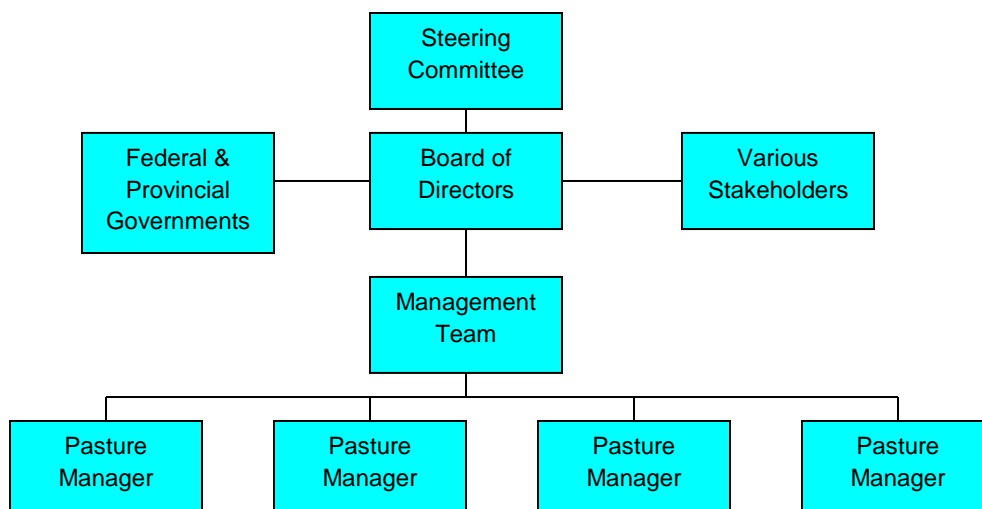 Steering
Committee
Federal &
Provincial
Governments
Board of
Directors
Various
Stakeholders
Management
Team
Pasture
Manager
Pasture
Manager
Pasture
Manager
Pasture
Manager